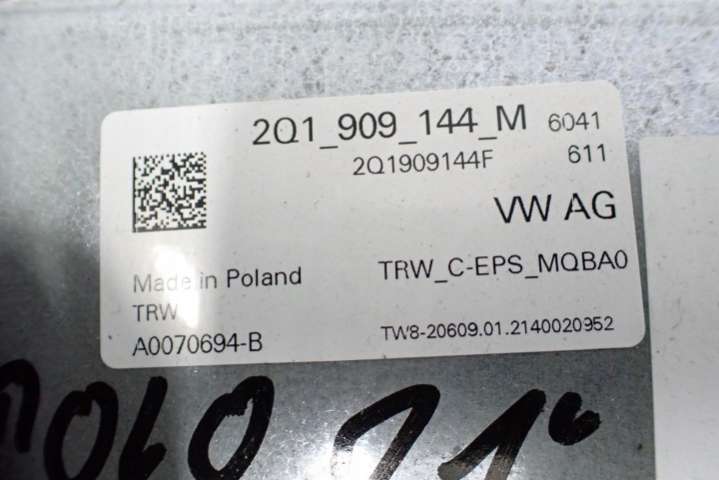 2Q1_909_144_M 6041
2Q1909144F 611
VW AG
Made in Poland TRW_C-EPS_MQBA0
TRW
A0070694-B TW8-20609.01.2140020952